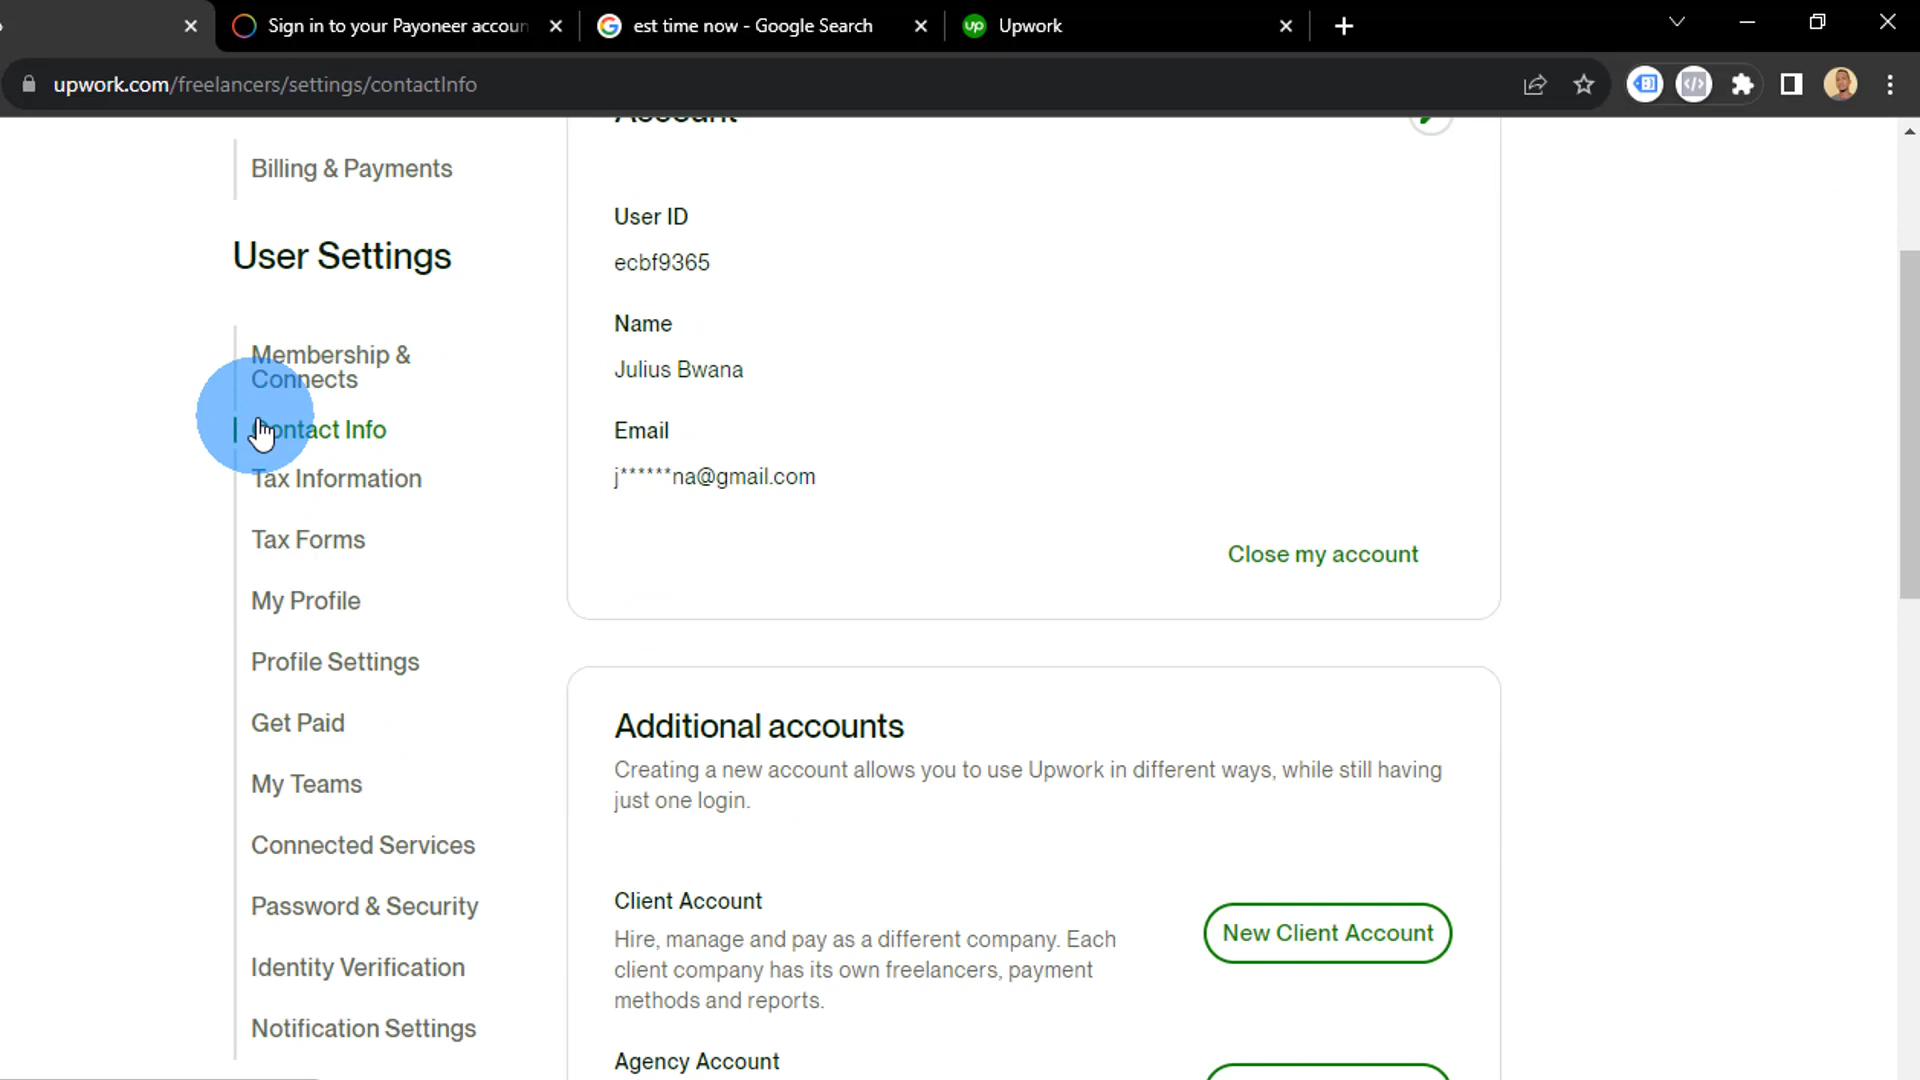 Sign in to your Payoneer accoun
est time now - Google Search
up Upwork
upwork.com/freelancers/settings/contactInfo
Account
Billing & Payments
User Settings
Membership &
Connects
Contact Info
Tax Information
Tax Forms
My Profile
Profile Settings
Get Paid
My Teams
Connected Services
Password & Security
Identity Verification
Notification Settings
User ID
ecbf9365
Name
Julius Bwana
Email
j******na@gmail.com
Close my account
Additional accounts
Creating a new account allows you to use Upwork in different ways, while still having
just one login.
Client Account
Hire, manage and pay as a different company. Each
client company has its own freelancers, payment
methods and reports.
New Client Account
Agency Account